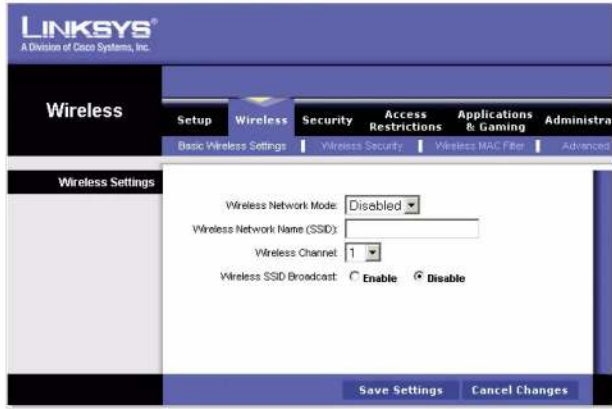 LINKSYS®
A Division of Cisco Systems, Inc.
Wireless
Setup Wireless Security Access Restrictions Applications & Gaming Administra
Basic Wireless Settings Wireless Security Wireless MAC Filter Advanced
Wireless Settings
Wireless Network Mode: Disabled
Wireless Network Name (SSID):
Wireless Channel: 1
Wireless SSID Broadcast: Enable Disable
Save Settings Cancel Changes